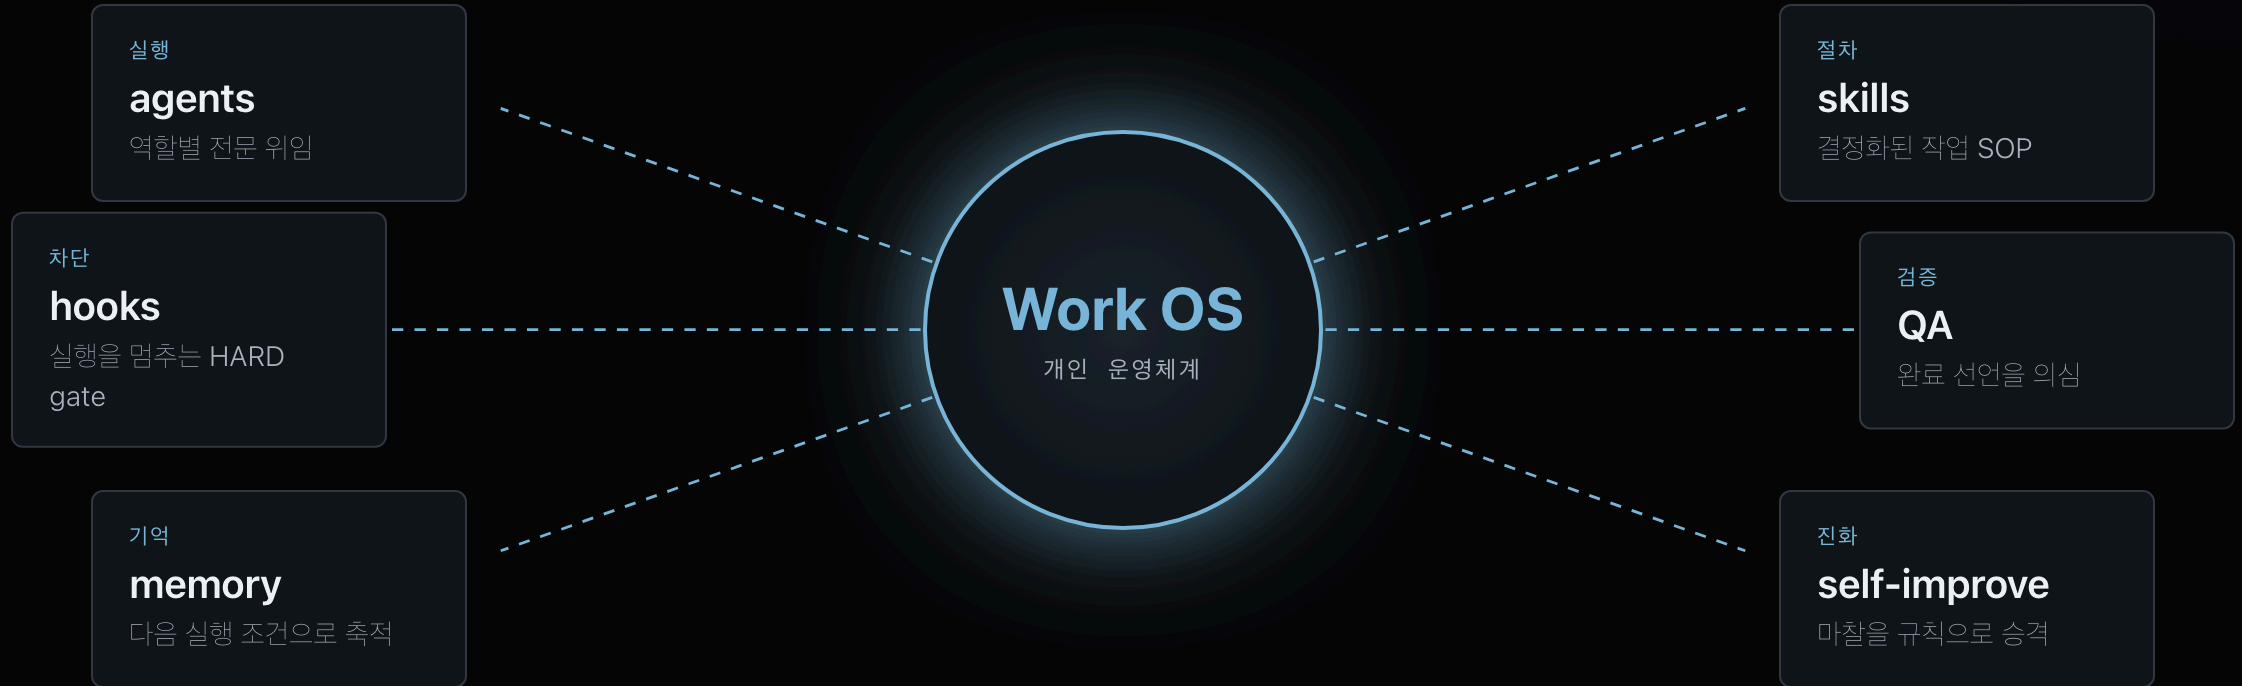 실행
agents
역할별 전문 위임
차단
hooks
실행을 멈추는 HARD
gate
기억
memory
다음 실행 조건으로 축적
Work OS
개인 운영체계
절차
skills
결정화된 작업 SOP
검증
QA
완료 선언을 의심
진화
self-improve
마찰을 규칙으로 승격